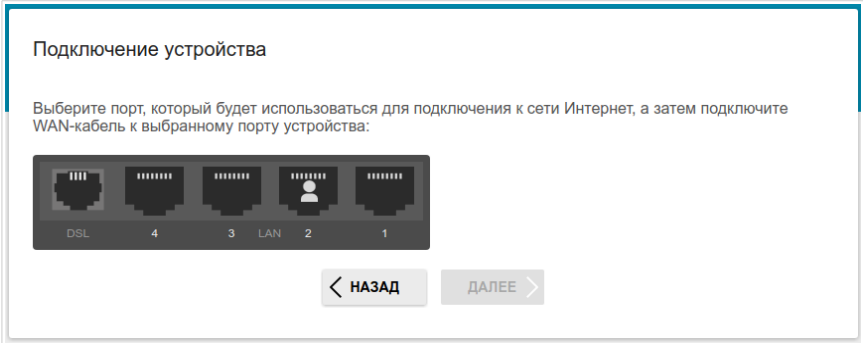 Подключение устройства
Выберите порт, который будет использоваться для подключения к сети Интернет, а затем подключите
WAN-кабель к выбранному порту устройства:
DSL 4 3 LAN 2 1
НАЗАД ДАЛЕЕ